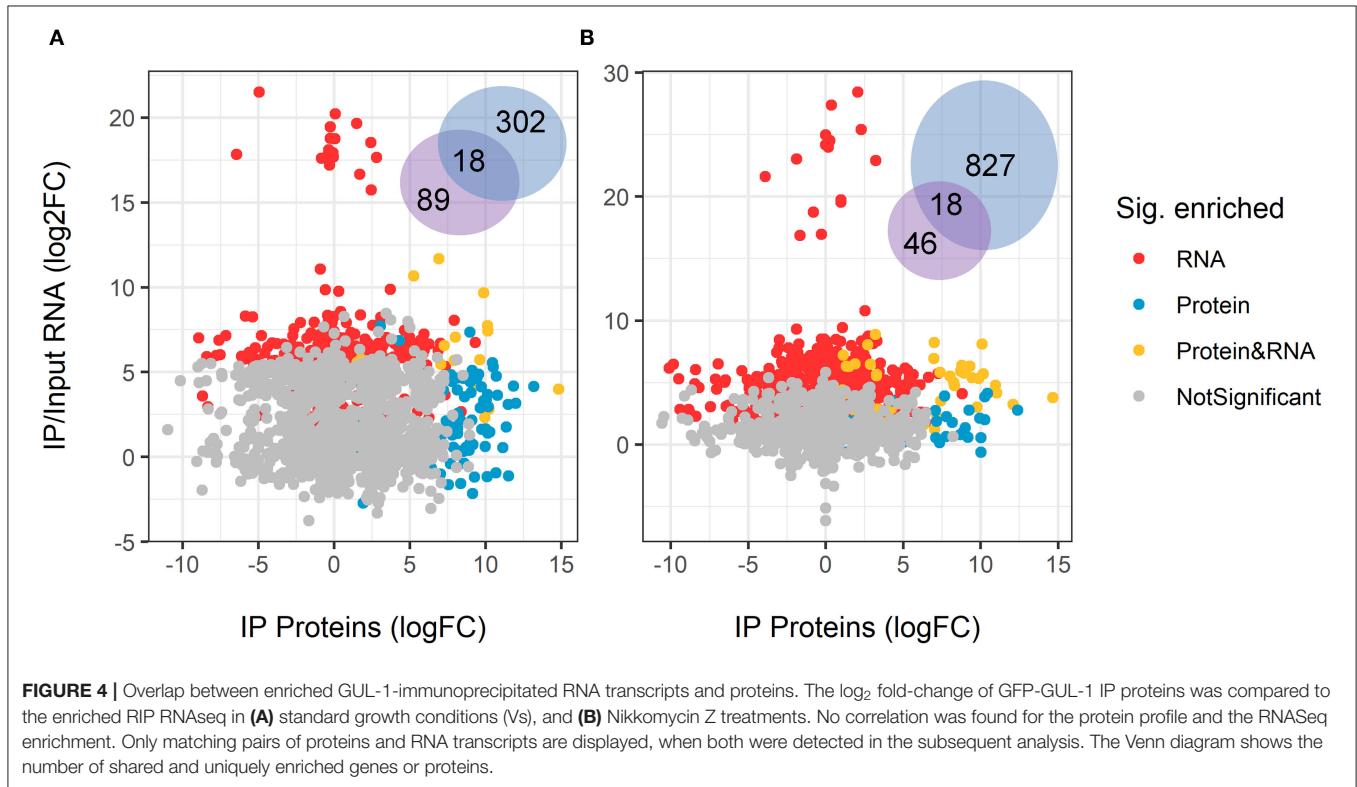 A
B
IP/Input RNA (log2FC)
20
15
10
5
0
-5
302
18
89
-10
-5
0
5
10
15
IP Proteins (logFC)
30
20
10
0
827
18
46
-10
-5
0
5
10
15
IP Proteins (logFC)
Sig. enriched
RNA
Protein
Protein&RNA
NotSignificant
FIGURE 4 | Overlap between enriched GUL-1-immunoprecipitated RNA transcripts and proteins. The log₂ fold-change of GFP-GUL-1 IP proteins was compared to
the enriched RIP RNAseq in (A) standard growth conditions (Vs), and (B) Nikkomycin Z treatments. No correlation was found for the protein profile and the RNASeq
enrichment. Only matching pairs of proteins and RNA transcripts are displayed, when both were detected in the subsequent analysis. The Venn diagram shows the
number of shared and uniquely enriched genes or proteins.